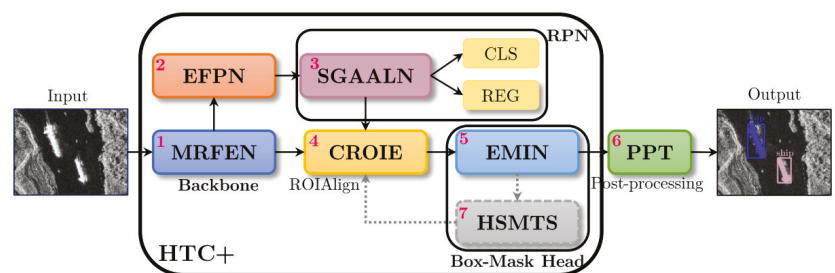 RPN
2
EFPN
3
SGAALN
CLS
REG
Input
Output
1
MRFEN
Backbone
4
CROIE
ROIAlign
5
EMIN
6
PPT
Post-processing
ship
ship
7
HSMTS
Box-Mask Head
HTC+